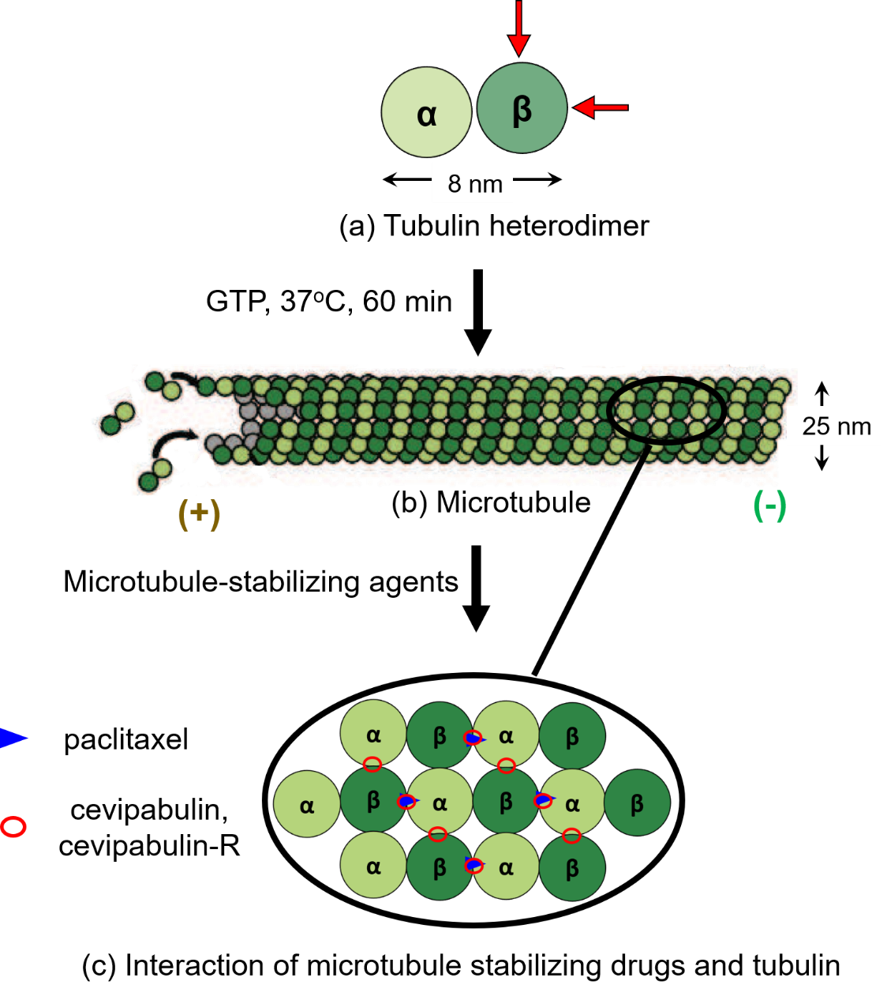 α β
8 nm
(a) Tubulin heterodimer
GTP, 37°C, 60 min
25 nm
(+)
(b) Microtubule
(-)
Microtubule-stabilizing agents
paclitaxel
cevipabulin,
cevipabulin-R
α β α β
α β α β α β
α β α β
(c) Interaction of microtubule stabilizing drugs and tubulin